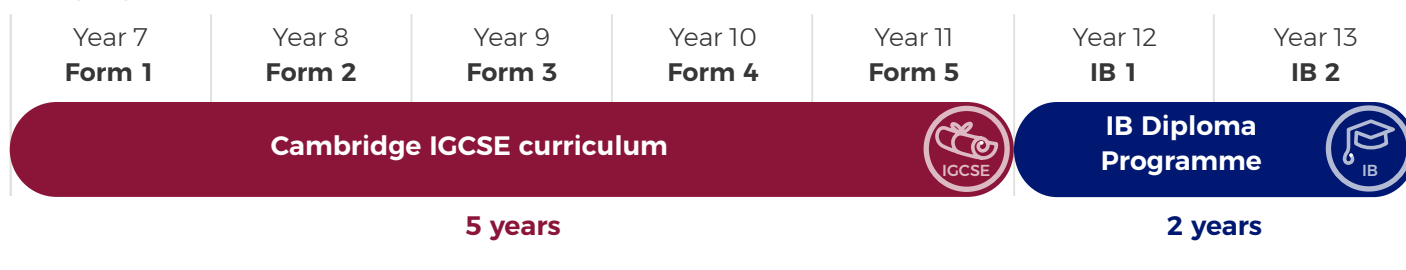 Year 7
Form 1
Year 8
Form 2
Year 9
Form 3
Year 10
Form 4
Year 11
Form 5
Year 12
IB 1
Year 13
IB 2
Cambridge IGCSE curriculum
IGCSE
IB Diploma
Programme
IB
5 years
2 years